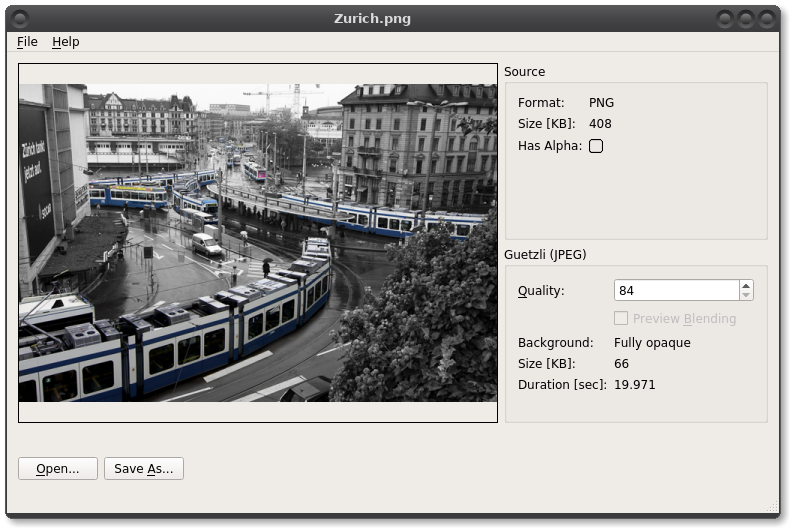 Zurich.png
File Help
Source
Format: PNG
Size [KB]: 408
Has Alpha:
Guetzli (JPEG)
Quality: 84
Preview Blending
Background: Fully opaque
Size [KB]: 66
Duration [sec]: 19.971
Zürich tankt
jetzt auf.
Open... Save As...